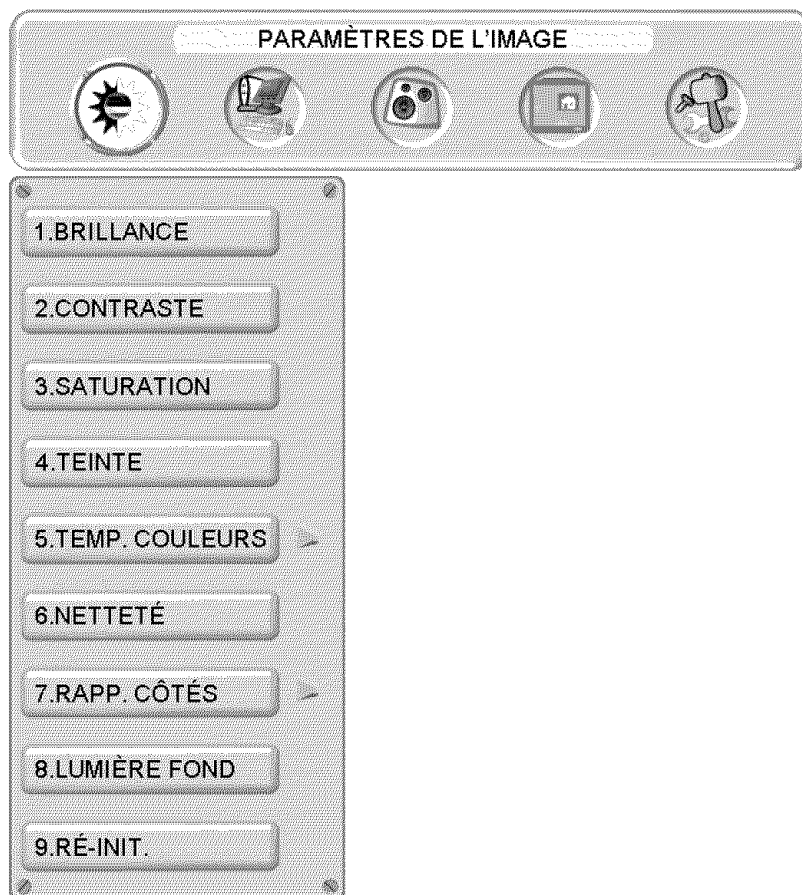 PARAMÈTRES DE L'IMAGE
1.BRILLANCE
2.CONTRASTE
3.SATURATION
4.TEINTE
5.TEMP. COULEURS
6.NETTETÉ
7.RAPP. CÔTÉS
8.LUMIÈRE FOND
9.RÉ-INIT.